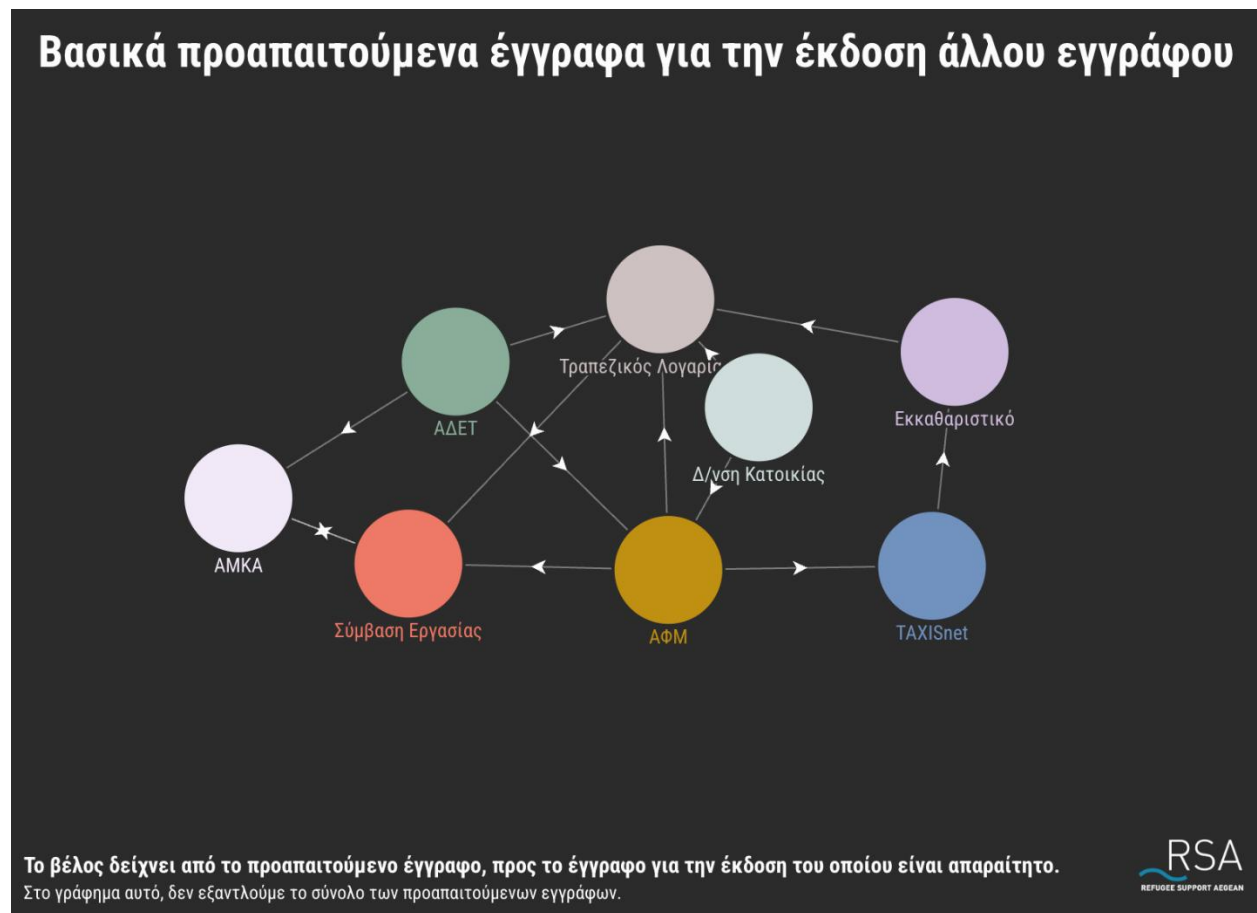 Βασικά προαπαιτούμενα έγγραφα για την έκδοση άλλου εγγράφου
Τραπεζικός Λογαρια
Εκκαθαριστικό
ΑΔΕΤ
Δ/νση Κατοικίας
ΑΜΚΑ
Σύμβαση Εργασίας
ΑΦΜ
TAXISnet
Το βέλος δείχνει από το προαπαιτούμενο έγγραφο, προς το έγγραφο για την έκδοση του οποίου είναι απαραίτητο.
Στο γράφημα αυτό, δεν εξαντλούμε το σύνολο των προαπαιτούμενων εγγράφων.
RSA
REFUGEE SUPPORT AEGEAN